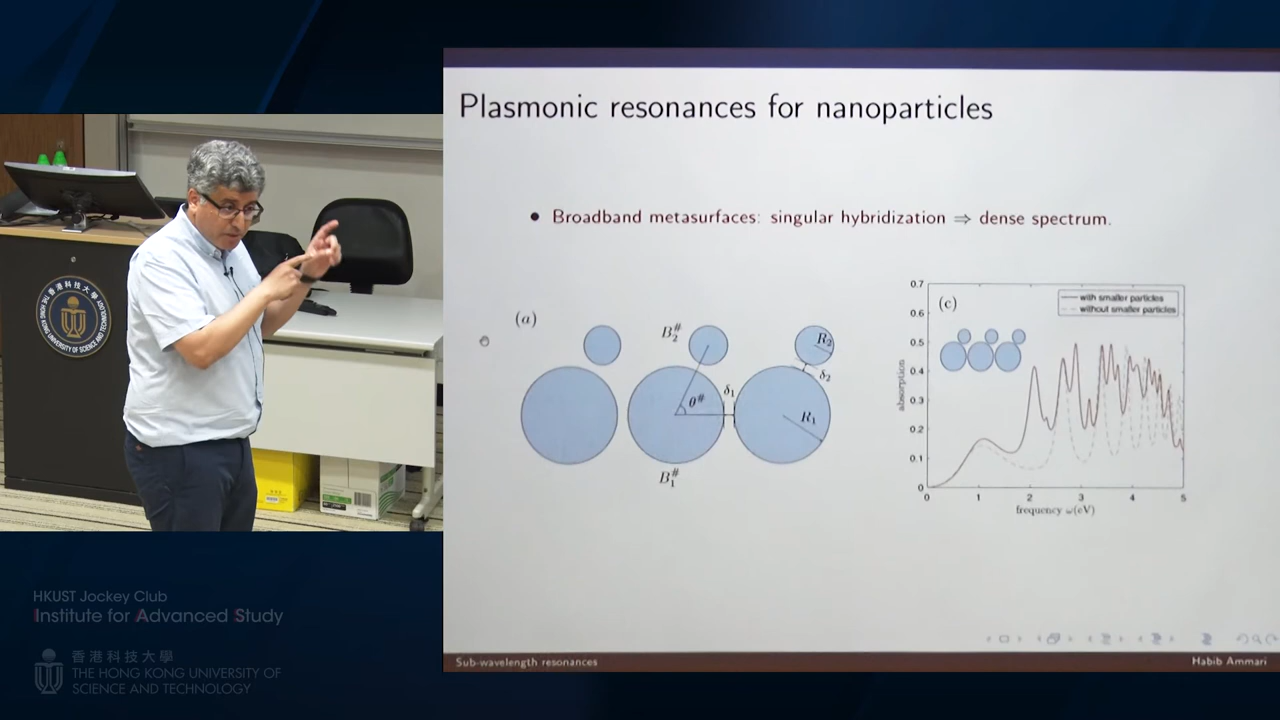 Plasmonic resonances for nanoparticles
• Broadband metasurfaces: singular hybridization ⇒ dense spectrum.
(a)
B₂^#
R₂
δ₂
δ₁
θ^#
R₁
B₁^#
(c)
with smaller particles
without smaller particles
0.7
0.6
0.5
0.4
0.3
0.2
0.1
0
absorption
0 1 2 3 4 5
frequency ω(eV)
Sub-wavelength resonances
Habib Ammari
HKUST Jockey Club
Institute for Advanced Study
香港科技大學
THE HONG KONG UNIVERSITY OF
SCIENCE AND TECHNOLOGY